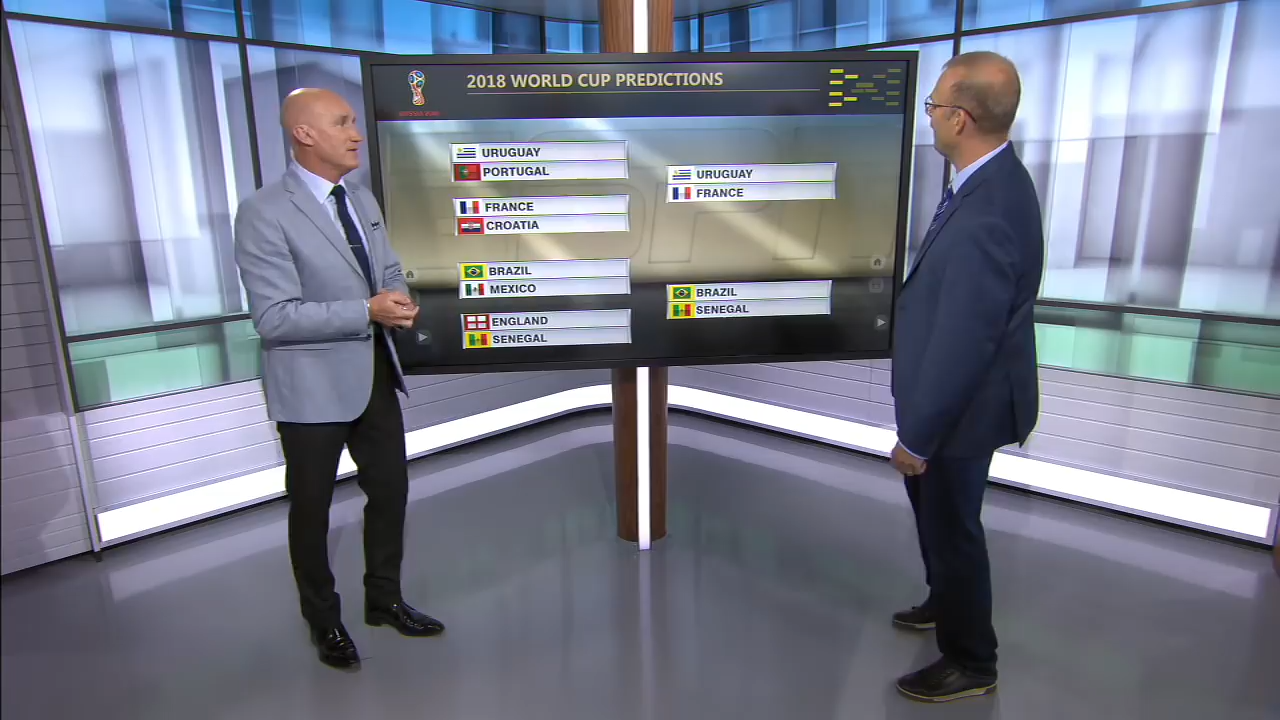 2018 WORLD CUP PREDICTIONS
URUGUAY
PORTUGAL
FRANCE
CROATIA
BRAZIL
MEXICO
ENGLAND
SENEGAL
URUGUAY
FRANCE
BRAZIL
SENEGAL